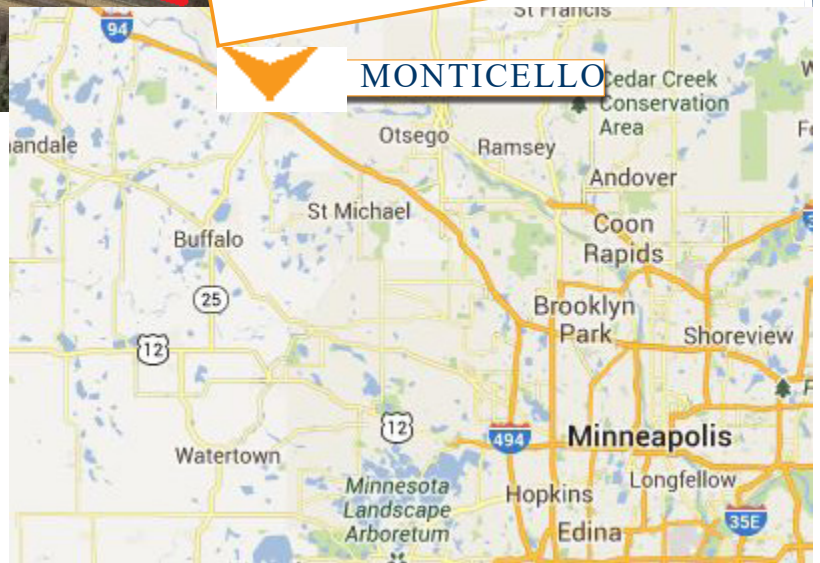 St Francis
94
MONTICELLO
Cedar Creek
Conservation
Area
Otsego
Ramsey
Andover
St Michael
Coon
Rapids
Buffalo
25
Brooklyn
Park
Shoreview
12
12
494
Minneapolis
Watertown
Longfellow
Minnesota
Landscape
Arboretum
Hopkins
35E
Edina